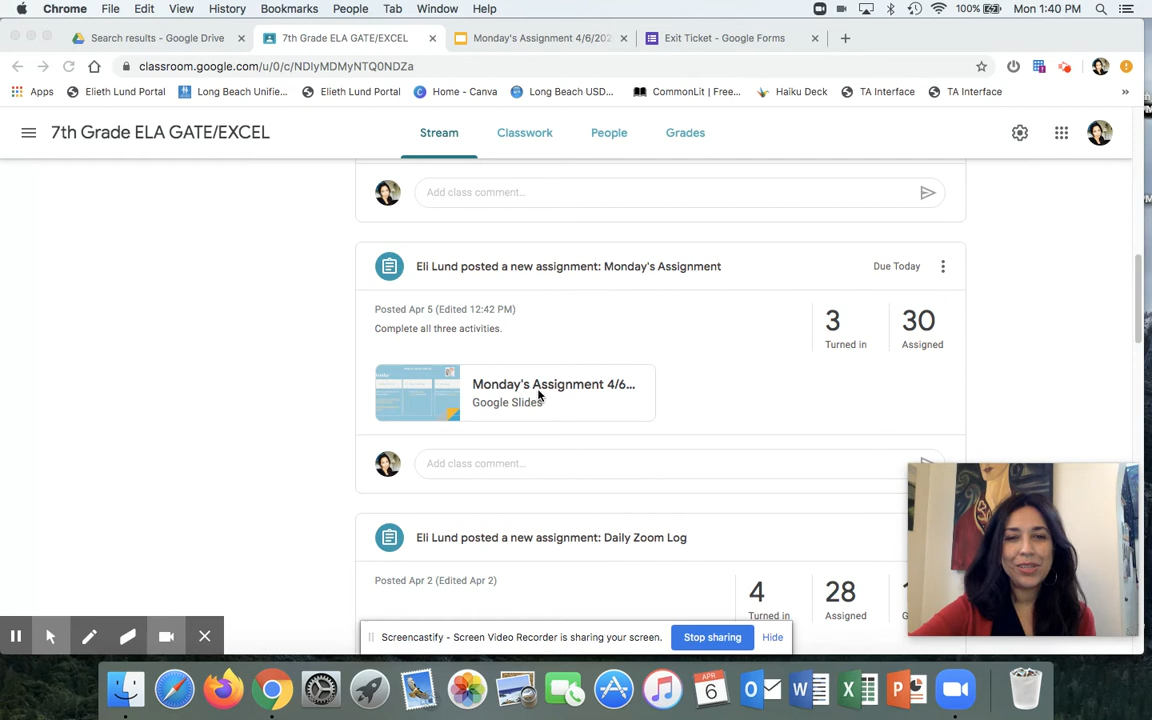 Chrome File Edit View History Bookmarks People Tab Window Help 100% Mon 1:40 PM
Search results - Google Drive 7th Grade ELA GATE/EXCEL Monday's Assignment 4/6/202 Exit Ticket - Google Forms
classroom.google.com/u/0/c/NDIyMDMyNTQ0NDZa
Apps Elieth Lund Portal Long Beach Unifie... Elieth Lund Portal Home - Canva Long Beach USD... CommonLit | Free... Haiku Deck TA Interface TA Interface
7th Grade ELA GATE/EXCEL Stream Classwork People Grades
Add class comment...
Eli Lund posted a new assignment: Monday's Assignment Due Today
Posted Apr 5 (Edited 12:42 PM)
Complete all three activities.
3 30
Turned in Assigned
Monday's Assignment 4/6...
Google Slides
Add class comment...
Eli Lund posted a new assignment: Daily Zoom Log
Posted Apr 2 (Edited Apr 2)
4 28
Turned in Assigned
Screencastify - Screen Video Recorder is sharing your screen. Stop sharing Hide
APR
6